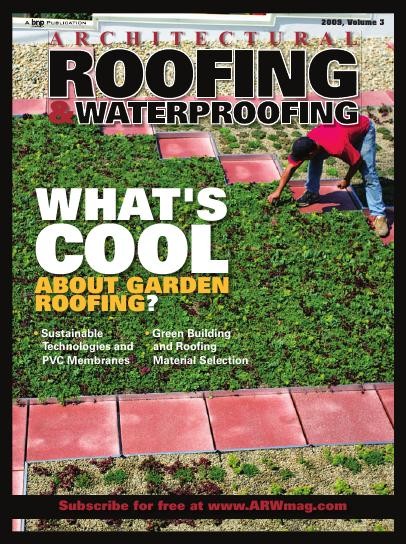 A bnp PUBLICATION
2009, Volume 3
ARCHITECTURAL
ROOFING
& WATERPROOFING
WHAT'S
COOL
ABOUT GARDEN
ROOFING?
• Sustainable
Technologies and
PVC Membranes
• Green Building
and Roofing
Material Selection
Subscribe for free at www.ARWmag.com